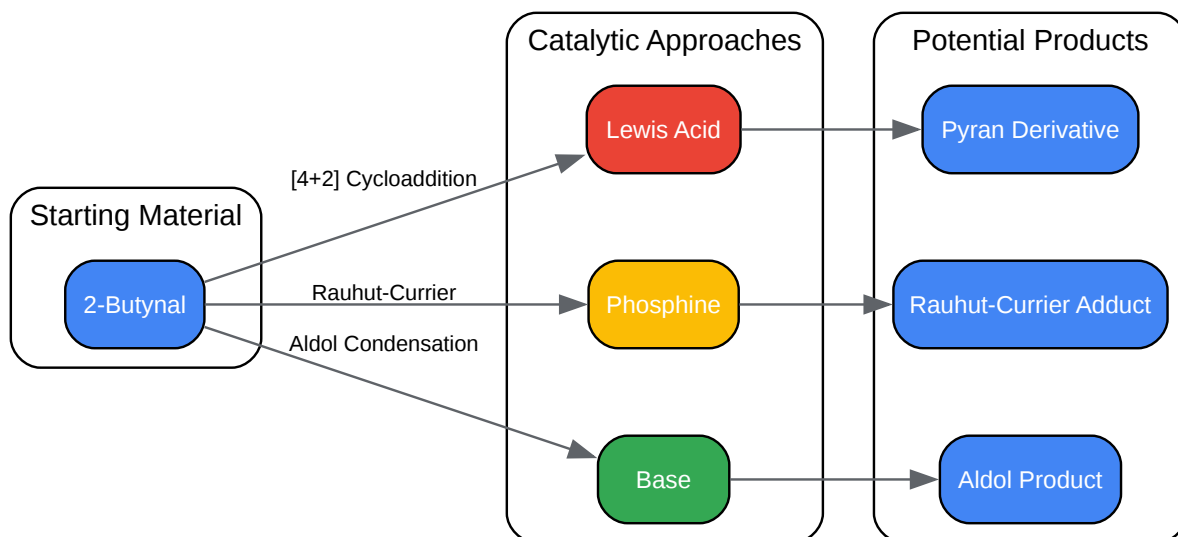 Starting Material
2-Butynal
[4+2] Cycloaddition
Rauhut-Currier
Aldol Condensation
Catalytic Approaches
Lewis Acid
Phosphine
Base
Potential Products
Pyran Derivative
Rauhut-Currier Adduct
Aldol Product